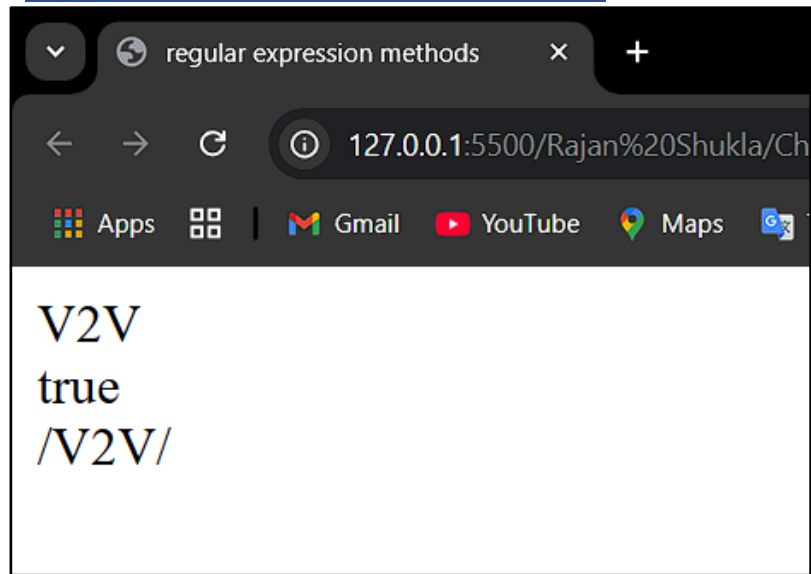 regular expression methods
127.0.0.1:5500/Rajan%20Shukla/Ch
Apps Gmail YouTube Maps
V2V
true
/V2V/